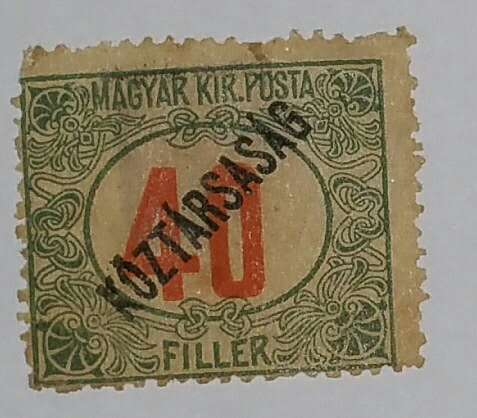 MAGYAR KIR. POSTA
40
KÖZTÁRSASÁG
FILLER